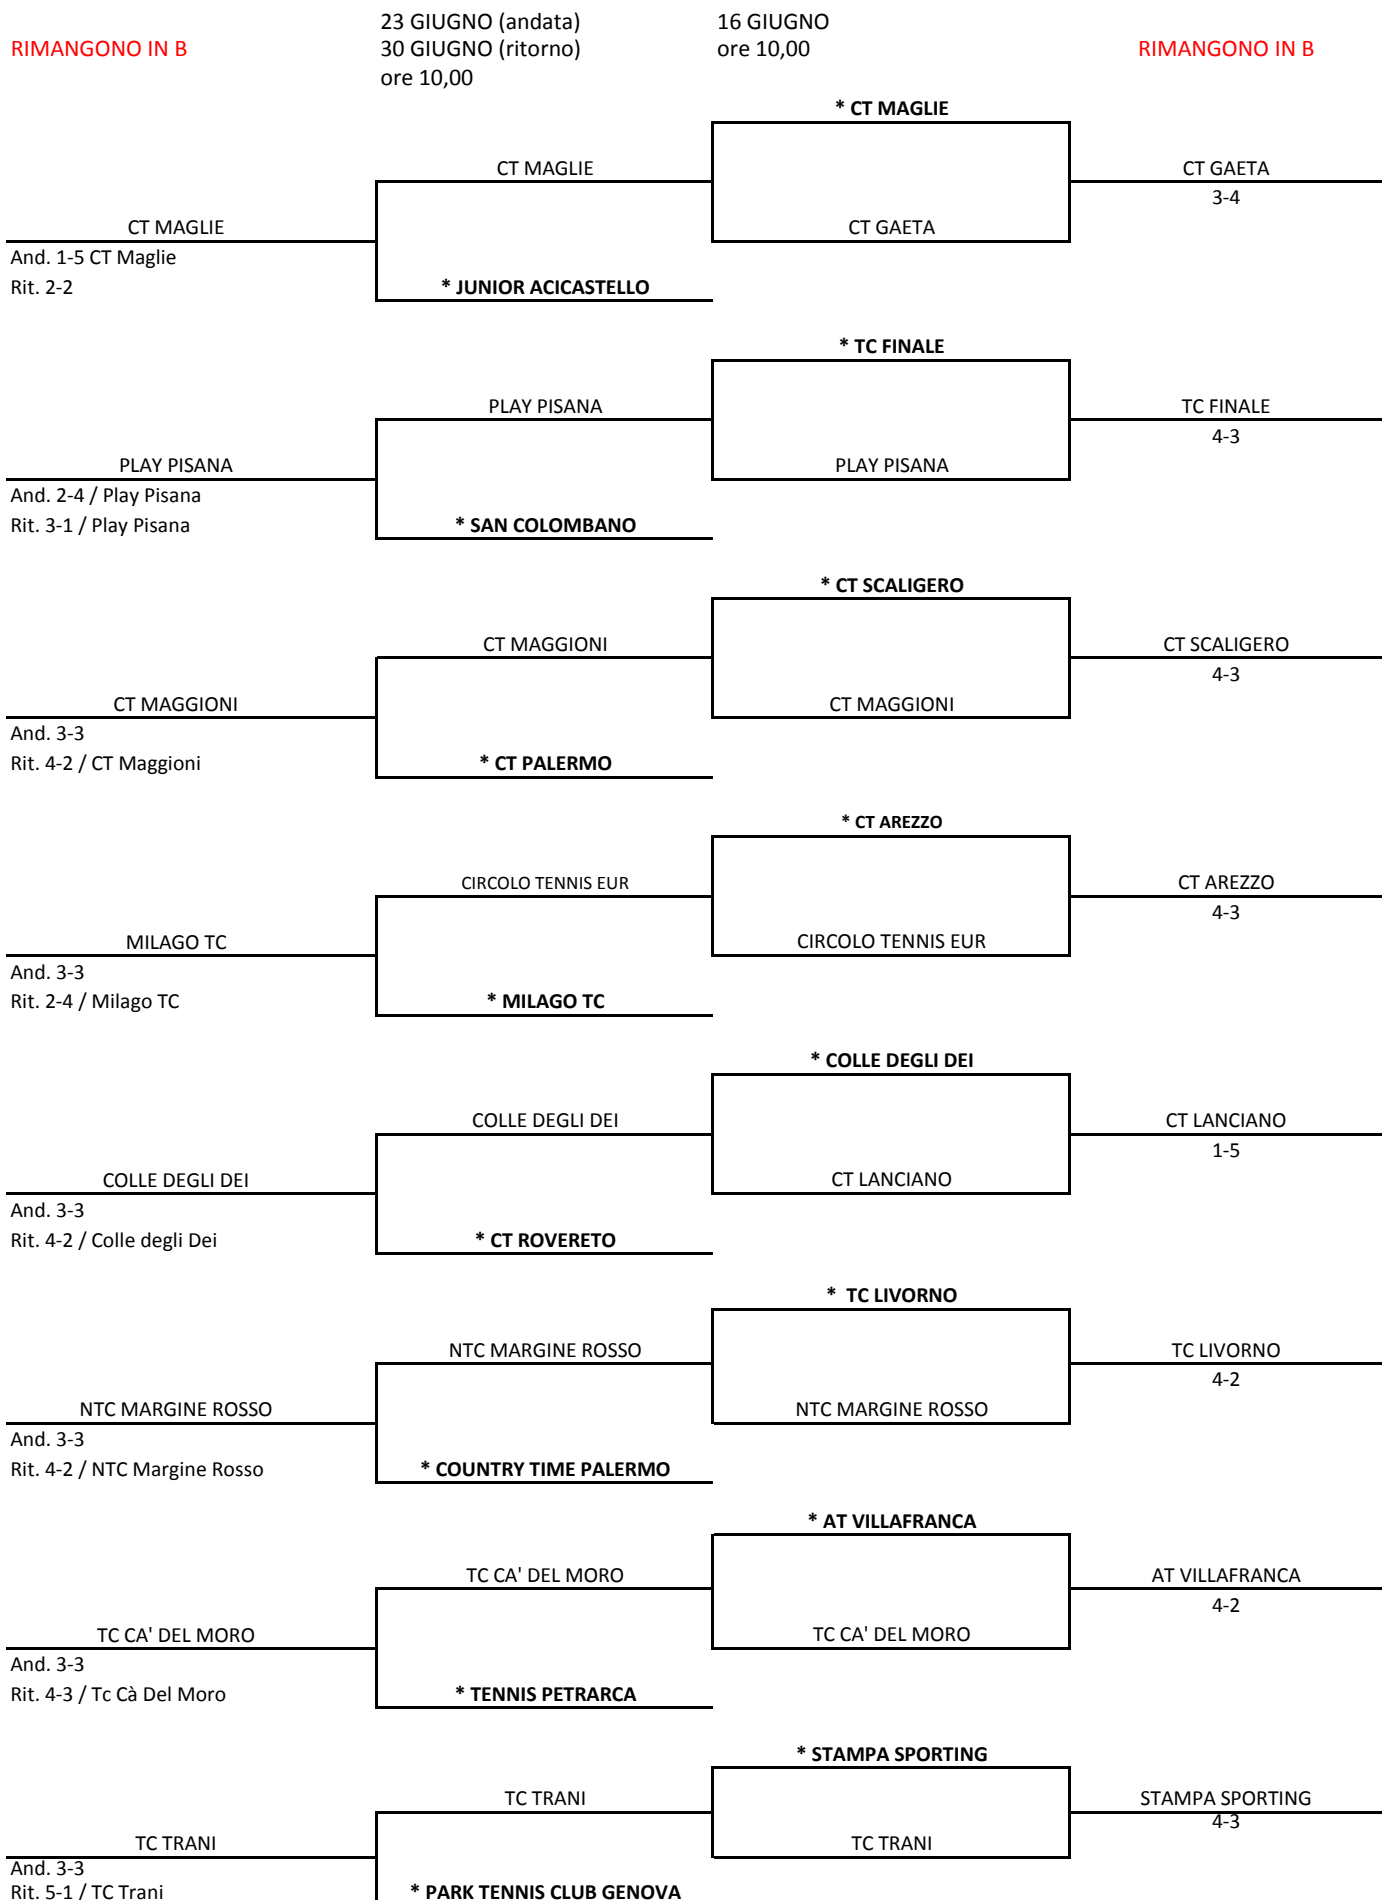 23 GIUGNO (andata) 16 GIUGNO
RIMANGONO IN B 30 GIUGNO (ritorno) ore 10,00 RIMANGONO IN B
ore 10,00
* CT MAGLIE
CT MAGLIE CT GAETA
3-4
CT MAGLIE CT GAETA
And. 1-5 CT Maglie
Rit. 2-2 * JUNIOR ACICASTELLO
* TC FINALE
PLAY PISANA TC FINALE
4-3
PLAY PISANA PLAY PISANA
And. 2-4 / Play Pisana
Rit. 3-1 / Play Pisana * SAN COLOMBANO
* CT SCALIGERO
CT MAGGIONI CT SCALIGERO
4-3
CT MAGGIONI CT MAGGIONI
And. 3-3
Rit. 4-2 / CT Maggioni * CT PALERMO
* CT AREZZO
CIRCOLO TENNIS EUR CT AREZZO
4-3
MILAGO TC CIRCOLO TENNIS EUR
And. 3-3
Rit. 2-4 / Milago TC * MILAGO TC
* COLLE DEGLI DEI
COLLE DEGLI DEI CT LANCIANO
1-5
COLLE DEGLI DEI CT LANCIANO
And. 3-3
Rit. 4-2 / Colle degli Dei * CT ROVERETO
* TC LIVORNO
NTC MARGINE ROSSO TC LIVORNO
4-2
NTC MARGINE ROSSO NTC MARGINE ROSSO
And. 3-3
Rit. 4-2 / NTC Margine Rosso * COUNTRY TIME PALERMO
* AT VILLAFRANCA
TC CA' DEL MORO AT VILLAFRANCA
4-2
TC CA' DEL MORO TC CA' DEL MORO
And. 3-3
Rit. 4-3 / Tc Cà Del Moro * TENNIS PETRARCA
* STAMPA SPORTING
TC TRANI STAMPA SPORTING
4-3
TC TRANI TC TRANI
And. 3-3
Rit. 5-1 / TC Trani * PARK TENNIS CLUB GENOVA